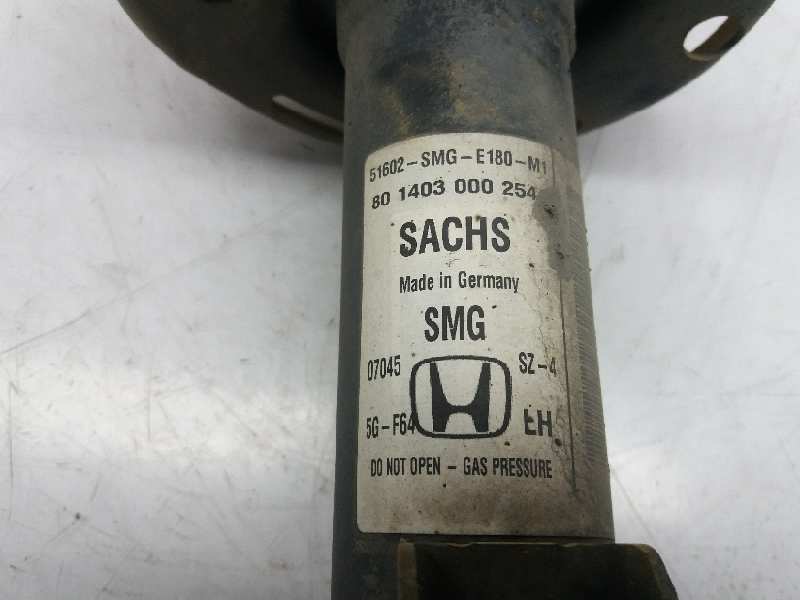 51602-SMG-E180-M1
80 1403 000 254
SACHS
Made in Germany
SMG
07045 SZ-4
5G-F64 LH
DO NOT OPEN - GAS PRESSURE